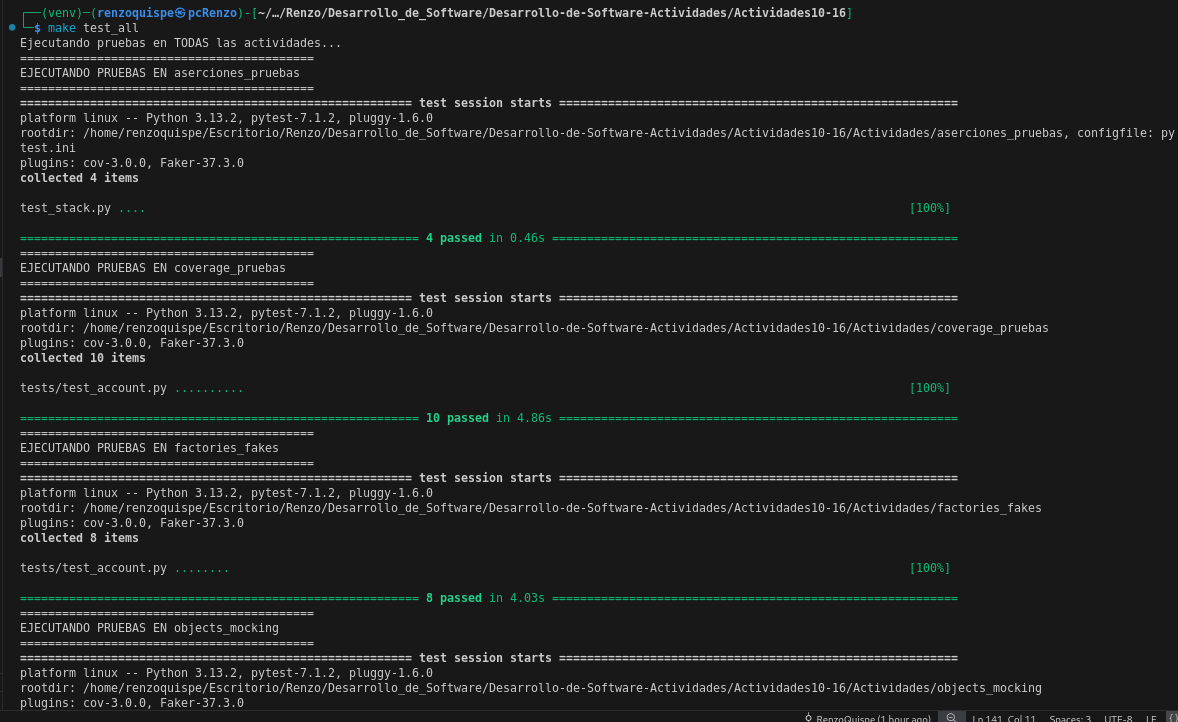 ┌──(venv)─(renzoquispe㉿pcRenzo)-[~/…/Renzo/Desarrollo_de_Software/Desarrollo-de-Software-Actividades/Actividades10-16]
└─$ make test_all
Ejecutando pruebas en TODAS las actividades...
==========================================
EJECUTANDO PRUEBAS EN aserciones_pruebas
==========================================
======================================================== test session starts =========================================================
platform linux -- Python 3.13.2, pytest-7.1.2, pluggy-1.6.0
rootdir: /home/renzoquispe/Escritorio/Renzo/Desarrollo_de_Software/Desarrollo-de-Software-Actividades/Actividades10-16/Actividades/aserciones_pruebas, configfile: py
test.ini
plugins: cov-3.0.0, Faker-37.3.0
collected 4 items
test_stack.py .... [100%]
========================================================= 4 passed in 0.46s ==========================================================
==========================================
EJECUTANDO PRUEBAS EN coverage_pruebas
==========================================
======================================================== test session starts =========================================================
platform linux -- Python 3.13.2, pytest-7.1.2, pluggy-1.6.0
rootdir: /home/renzoquispe/Escritorio/Renzo/Desarrollo_de_Software/Desarrollo-de-Software-Actividades/Actividades10-16/Actividades/coverage_pruebas
plugins: cov-3.0.0, Faker-37.3.0
collected 10 items
tests/test_account.py .......... [100%]
========================================================= 10 passed in 4.86s =========================================================
==========================================
EJECUTANDO PRUEBAS EN factories_fakes
==========================================
======================================================== test session starts =========================================================
platform linux -- Python 3.13.2, pytest-7.1.2, pluggy-1.6.0
rootdir: /home/renzoquispe/Escritorio/Renzo/Desarrollo_de_Software/Desarrollo-de-Software-Actividades/Actividades10-16/Actividades/factories_fakes
plugins: cov-3.0.0, Faker-37.3.0
collected 8 items
tests/test_account.py ........ [100%]
========================================================= 8 passed in 4.03s ==========================================================
==========================================
EJECUTANDO PRUEBAS EN objects_mocking
==========================================
======================================================== test session starts =========================================================
platform linux -- Python 3.13.2, pytest-7.1.2, pluggy-1.6.0
rootdir: /home/renzoquispe/Escritorio/Renzo/Desarrollo_de_Software/Desarrollo-de-Software-Actividades/Actividades10-16/Actividades/objects_mocking
plugins: cov-3.0.0, Faker-37.3.0
RenzoQuispe (1 hour ago) Ln 141, Col 11 Spaces: 3 UTF-8 LF {}